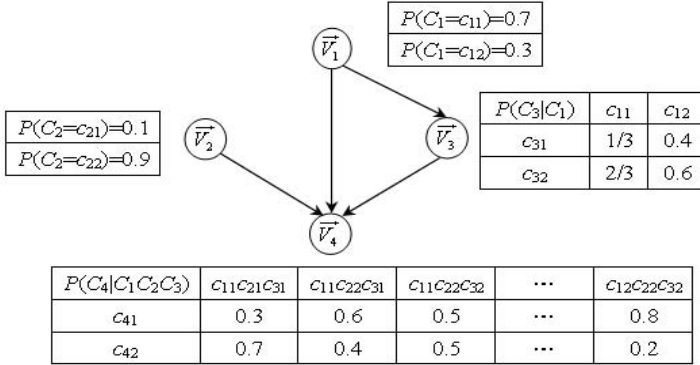 P(C₁=c₁₁)=0.7
P(C₁=c₁₂)=0.3
V₁
P(C₃|C₁) c₁₁ c₁₂
c₃₁ 1/3 0.4
c₃₂ 2/3 0.6
P(C₂=c₂₁)=0.1
P(C₂=c₂₂)=0.9
V₂
V₃
V₄
P(C₄|C₁C₂C₃) c₁₁c₂₁c₃₁ c₁₁c₂₂c₃₁ c₁₁c₂₂c₃₂ ··· c₁₂c₂₂c₃₂
c₄₁ 0.3 0.6 0.5 ··· 0.8
c₄₂ 0.7 0.4 0.5 ··· 0.2